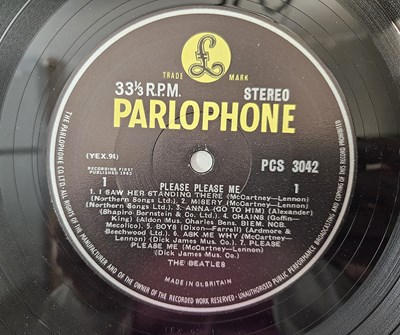 £
TRADE MARK
33⅓ R.P.M. STEREO
PARLOPHONE
(YEX.94) PCS 3042
RECORDING FIRST
PUBLISHED 1963
1 PLEASE PLEASE ME 1
1. I SAW HER STANDING THERE (McCartney—Lennon)
(Northern Songs Ltd.) 2. MISERY (McCartney—Lennon)
(Northern Songs Ltd.) 3. ANNA (GO TO HIM) (Alexander)
(Shapiro Bernstein & Co. Ltd.) 4. CHAINS (Goffin—
King) (Aldon Mus. Charles Bens. BIEM. NCB.
Mecolico) 5. BOYS (Dixon—Farrell) (Ardmore &
Beechwood Ltd.) 6. ASK ME WHY (McCartney—Lennon)
(Dick James Mus. Co.) 7. PLEASE
PLEASE ME (McCartney—Lennon)
(Dick James Mus. Co.)
THE BEATLES
MADE IN GT. BRITAIN
THE PARLOPHONE CO. LTD. ALL RIGHTS OF THE MANUFACTURER AND OF THE OWNER OF THE RECORDED WORK RESERVED UNAUTHORISED PUBLIC PERFORMANCE BROADCASTING AND COPYING OF THIS RECORD PROHIBITED